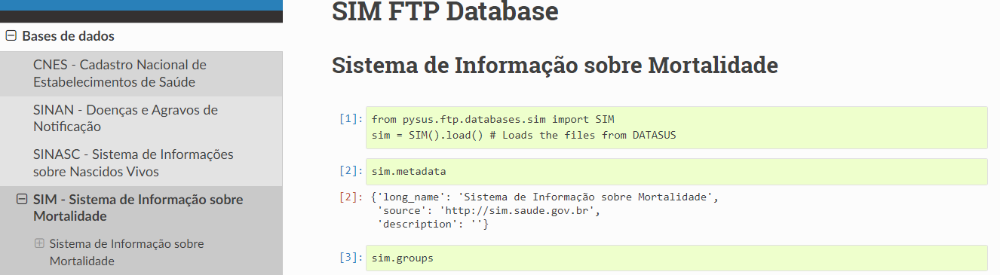 Bases de dados
CNES - Cadastro Nacional de
Estabelecimentos de Saúde
SINAN - Doenças e Agravos de
Notificação
SINASC - Sistema de Informações
sobre Nascidos Vivos
SIM - Sistema de Informação sobre
Mortalidade
Sistema de Informação sobre
Mortalidade
SIM FTP Database
Sistema de Informação sobre Mortalidade
[1]: from pysus.ftp.databases.sim import SIM
sim = SIM().load() # Loads the files from DATASUS
[2]: sim.metadata
[2]: {'long_name': 'Sistema de Informação sobre Mortalidade',
'source': 'http://sim.saude.gov.br',
'description': ''}
[3]: sim.groups